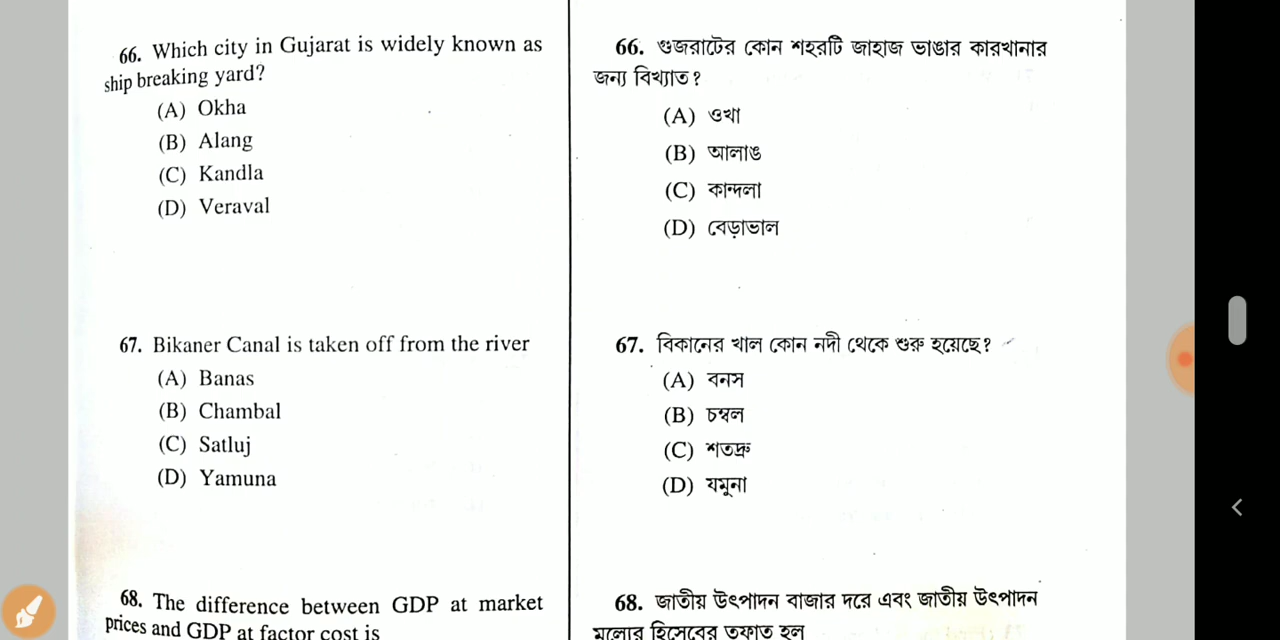 66. Which city in Gujarat is widely known as
ship breaking yard?
(A) Okha
(B) Alang
(C) Kandla
(D) Veraval
67. Bikaner Canal is taken off from the river
(A) Banas
(B) Chambal
(C) Satluj
(D) Yamuna
68. The difference between GDP at market
prices and GDP at factor cost is
66. গুজরাটের কোন শহরটি জাহাজ ভাঙার কারখানার
জন্য বিখ্যাত?
(A) ওখা
(B) আলাঙ
(C) কান্দলা
(D) বেড়াভাল
67. বিকানের খাল কোন নদী থেকে শুরু হয়েছে?
(A) বনস
(B) চম্বল
(C) শতদ্রু
(D) যমুনা
68. জাতীয় উৎপাদন বাজার দরে এবং জাতীয় উৎপাদন
মূল্যের হিসেবের তফাত হল